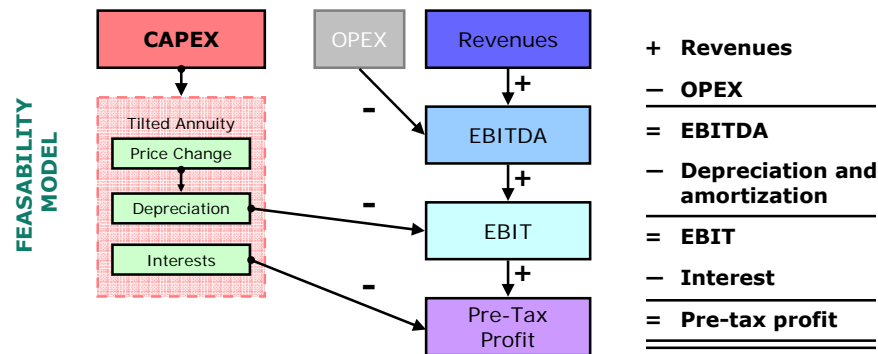 FEASABILITY
MODEL
CAPEX
OPEX
Revenues
Tilted Annuity
Price Change
Depreciation
Interests
+
-
EBITDA
+
-
EBIT
+
-
Pre-Tax
Profit
+ Revenues
− OPEX
= EBITDA
− Depreciation and
amortization
= EBIT
− Interest
= Pre-tax profit